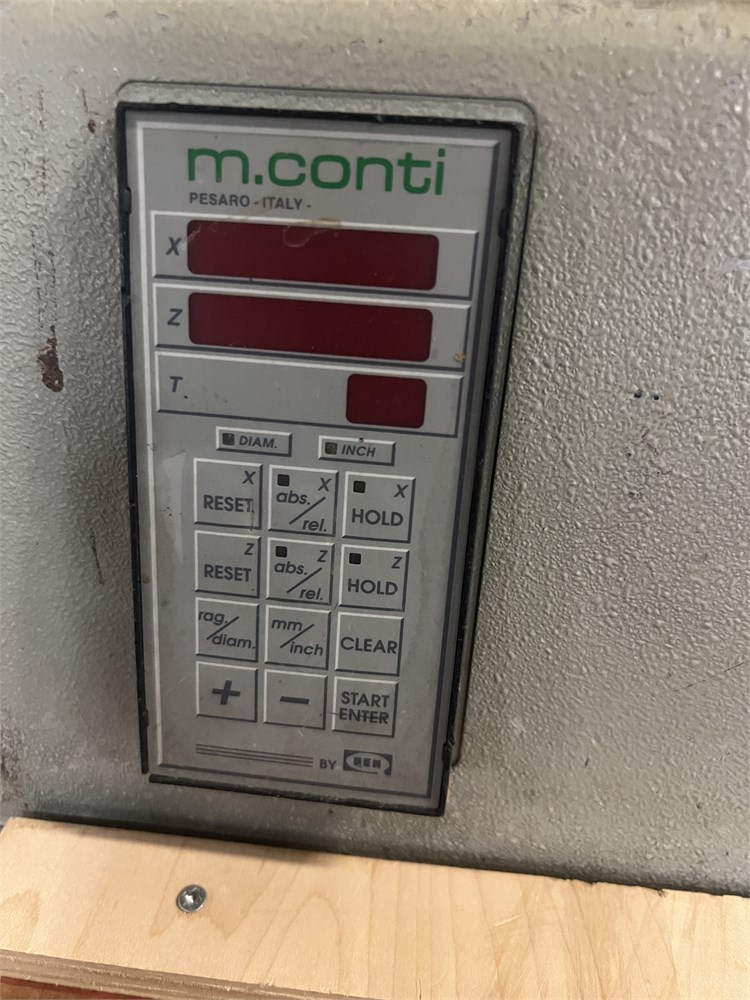 m.conti
PESARO - ITALY -
X
Z
T
DIAM. INCH
X RESET
X abs./rel.
X HOLD
Z RESET
Z abs./rel.
Z HOLD
rag./diam.
mm/inch
CLEAR
+
−
START
ENTER
BY